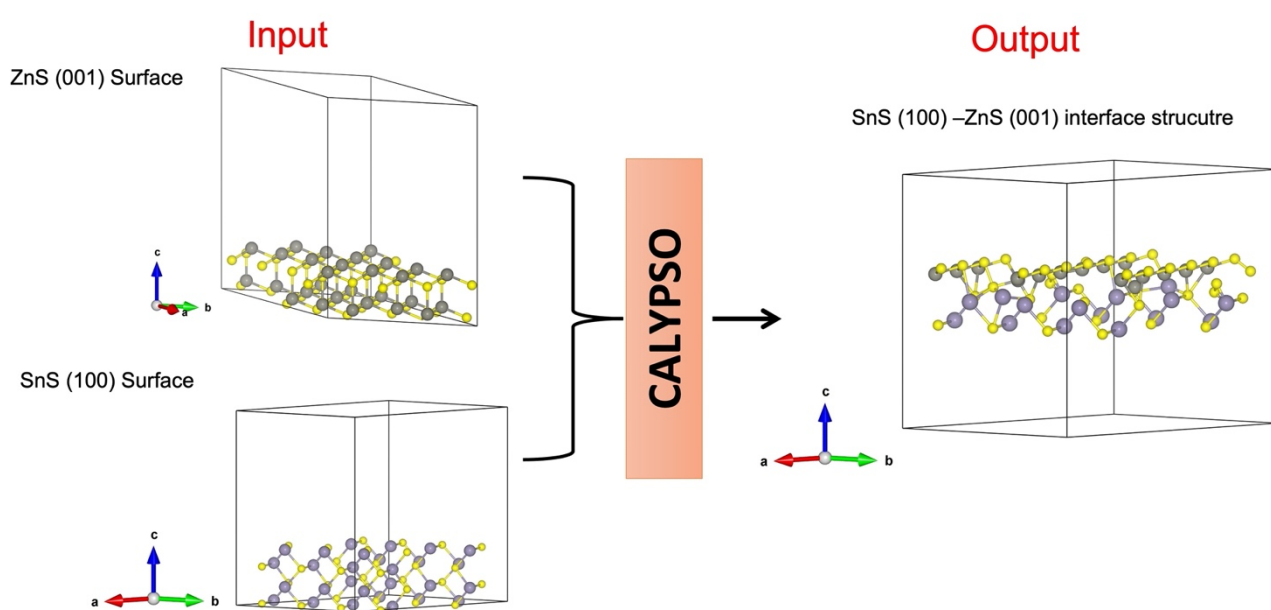 Input
Output
ZnS (001) Surface
SnS (100) –ZnS (001) interface strucutre
c
b
a
CALYPSO
SnS (100) Surface
c
a
b
c
a
b